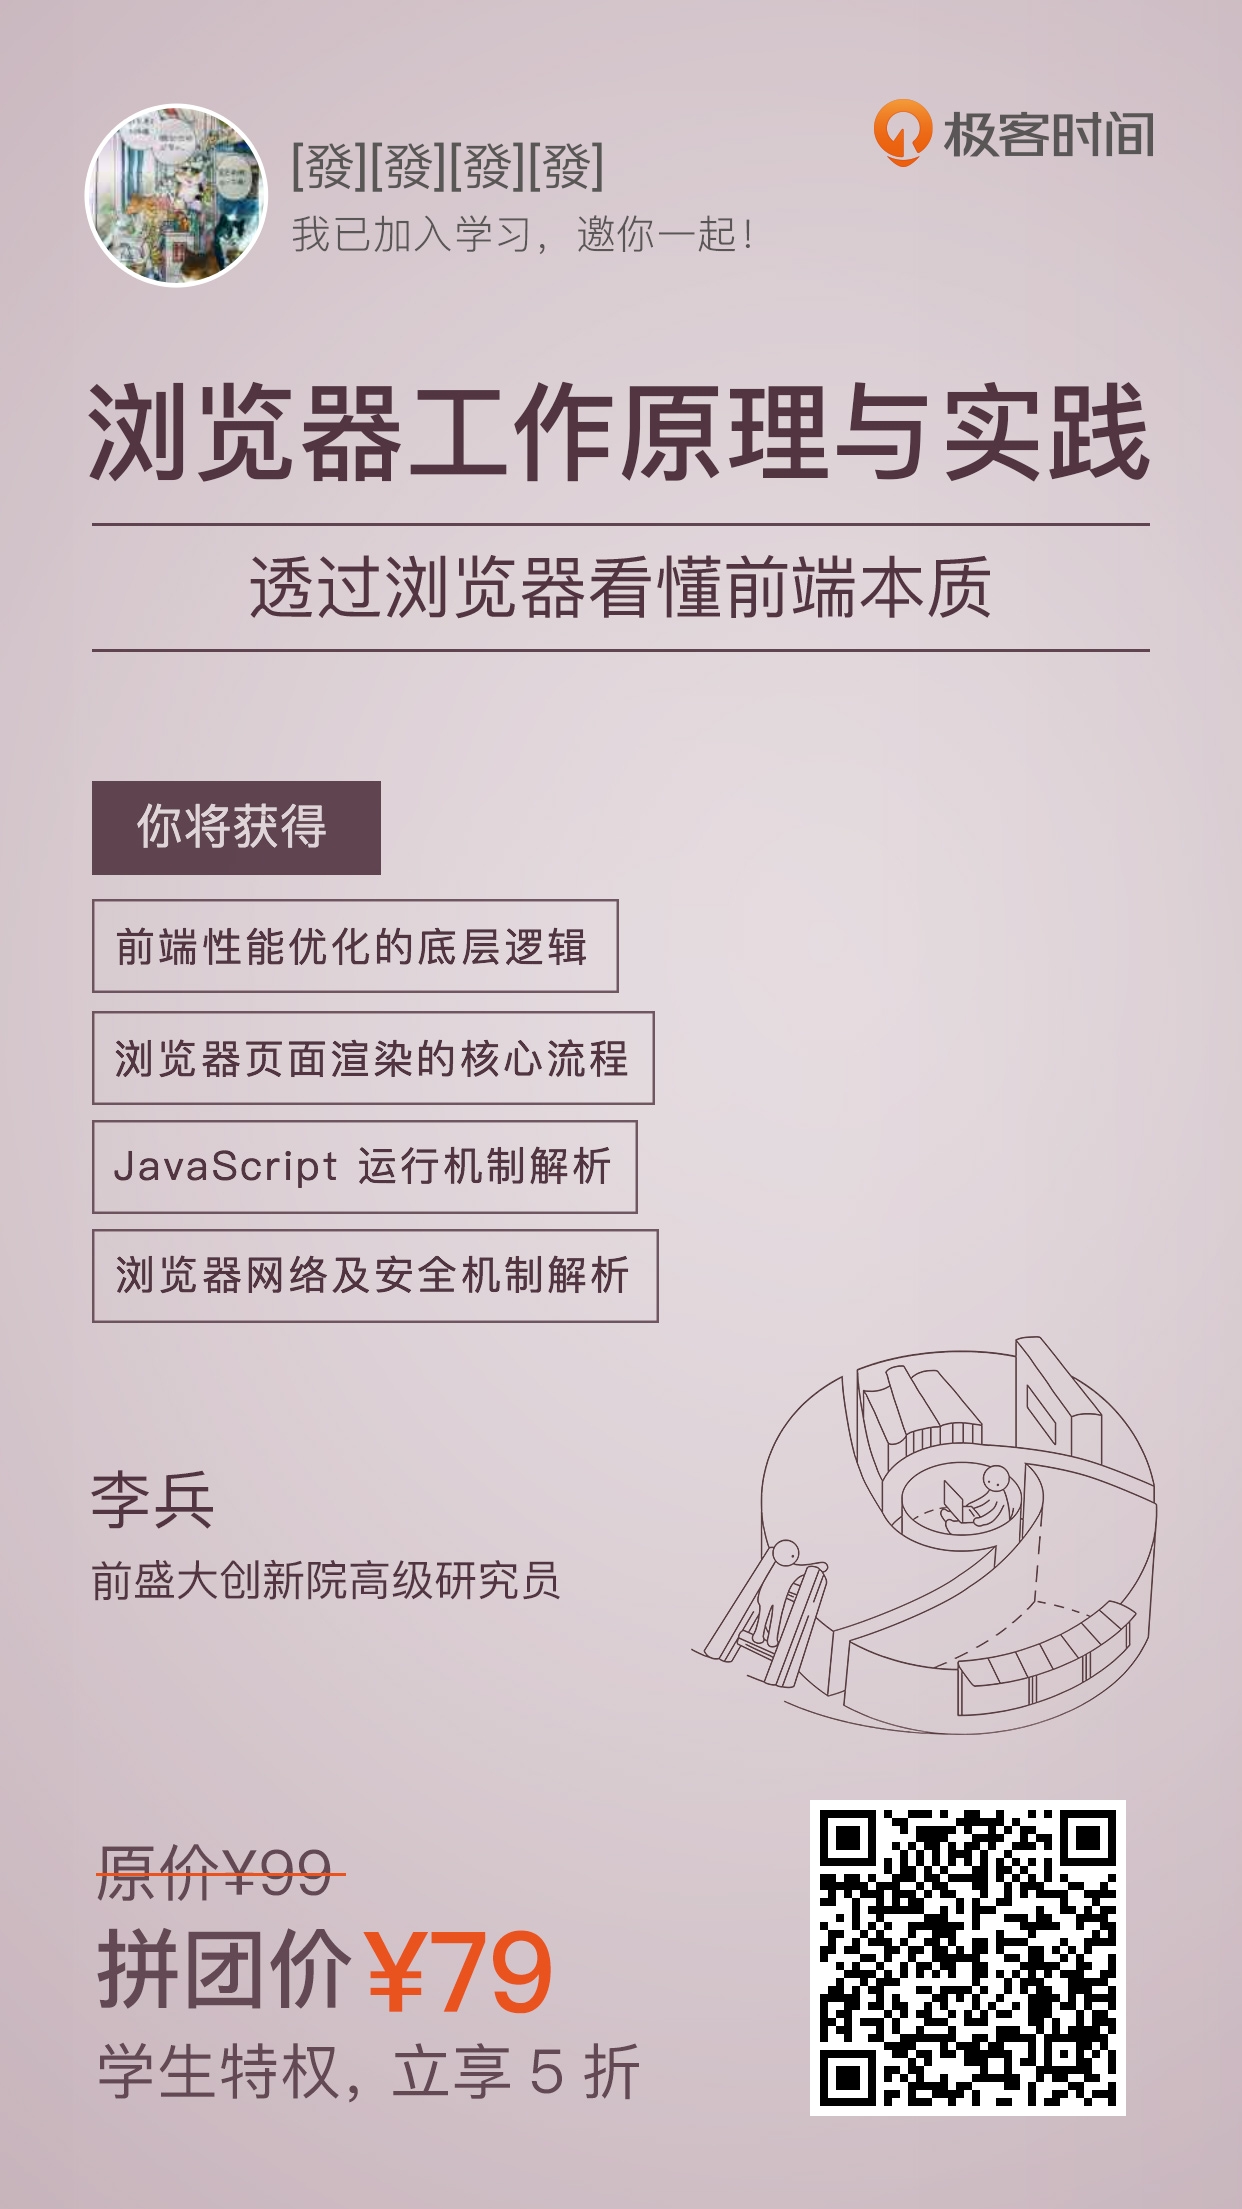 [發][發][發][發]
我已加入学习，邀你一起！
极客时间
浏览器工作原理与实践
透过浏览器看懂前端本质
你将获得
前端性能优化的底层逻辑
浏览器页面渲染的核心流程
JavaScript 运行机制解析
浏览器网络及安全机制解析
李兵
前盛大创新院高级研究员
原价¥99
拼团价¥79
学生特权，立享 5 折